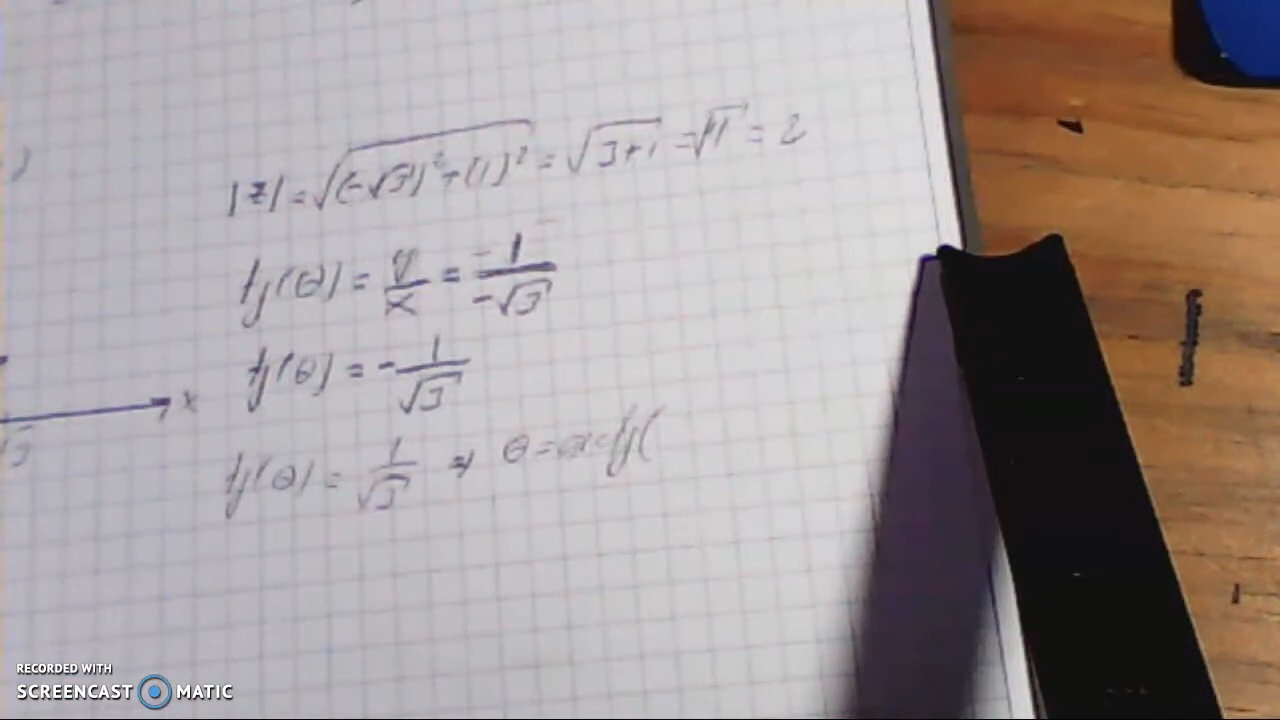 |z| = √((-√3)² + (1)²) = √(3+1) = √4 = 2
tg(θ) = y/x = -1/-√3
tg(θ) = -1/√3
x
tg(θ) = 1/√3 ⇒ θ = arctg(
√3
RECORDED WITH
SCREENCAST MATIC